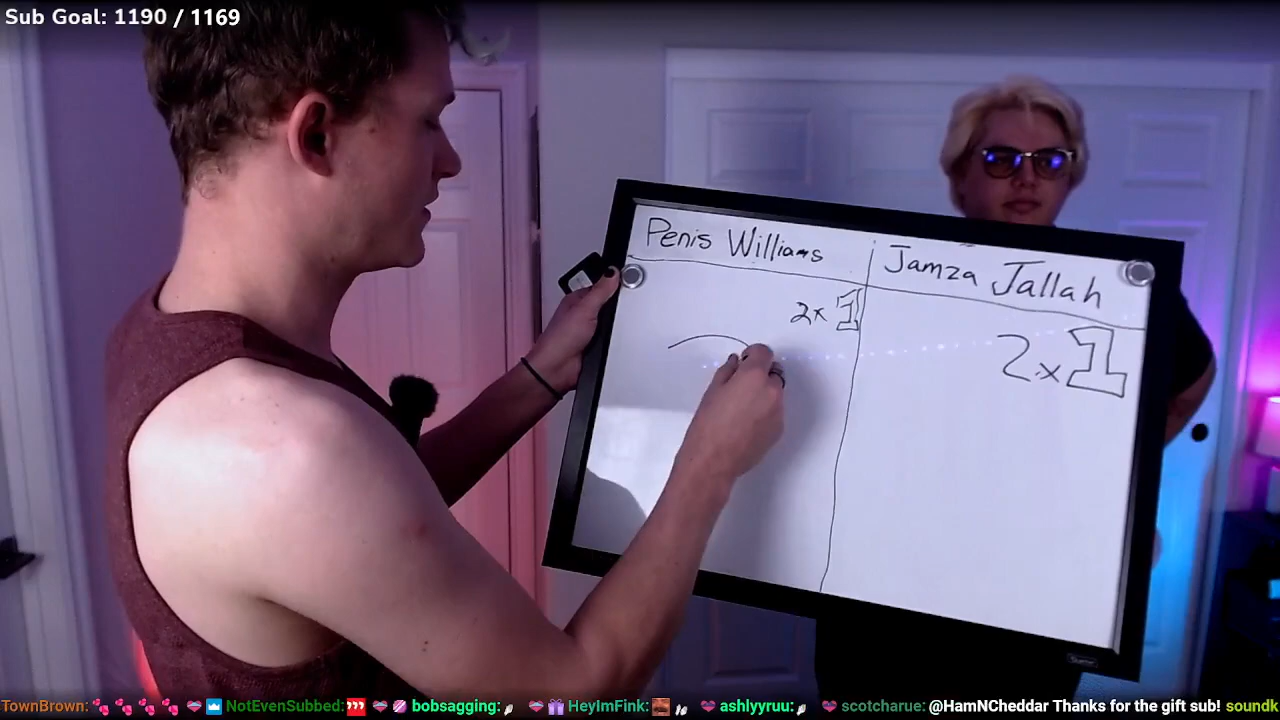 Sub Goal: 1190 / 1169
Penis Williams
Jamza Jallah
2x 1
2x 1
TownBrown: NotEvenSubbed: bobsagging: HeyImFink: ashlyyruu: scotcharue: @HamNCheddar Thanks for the gift sub! soundk